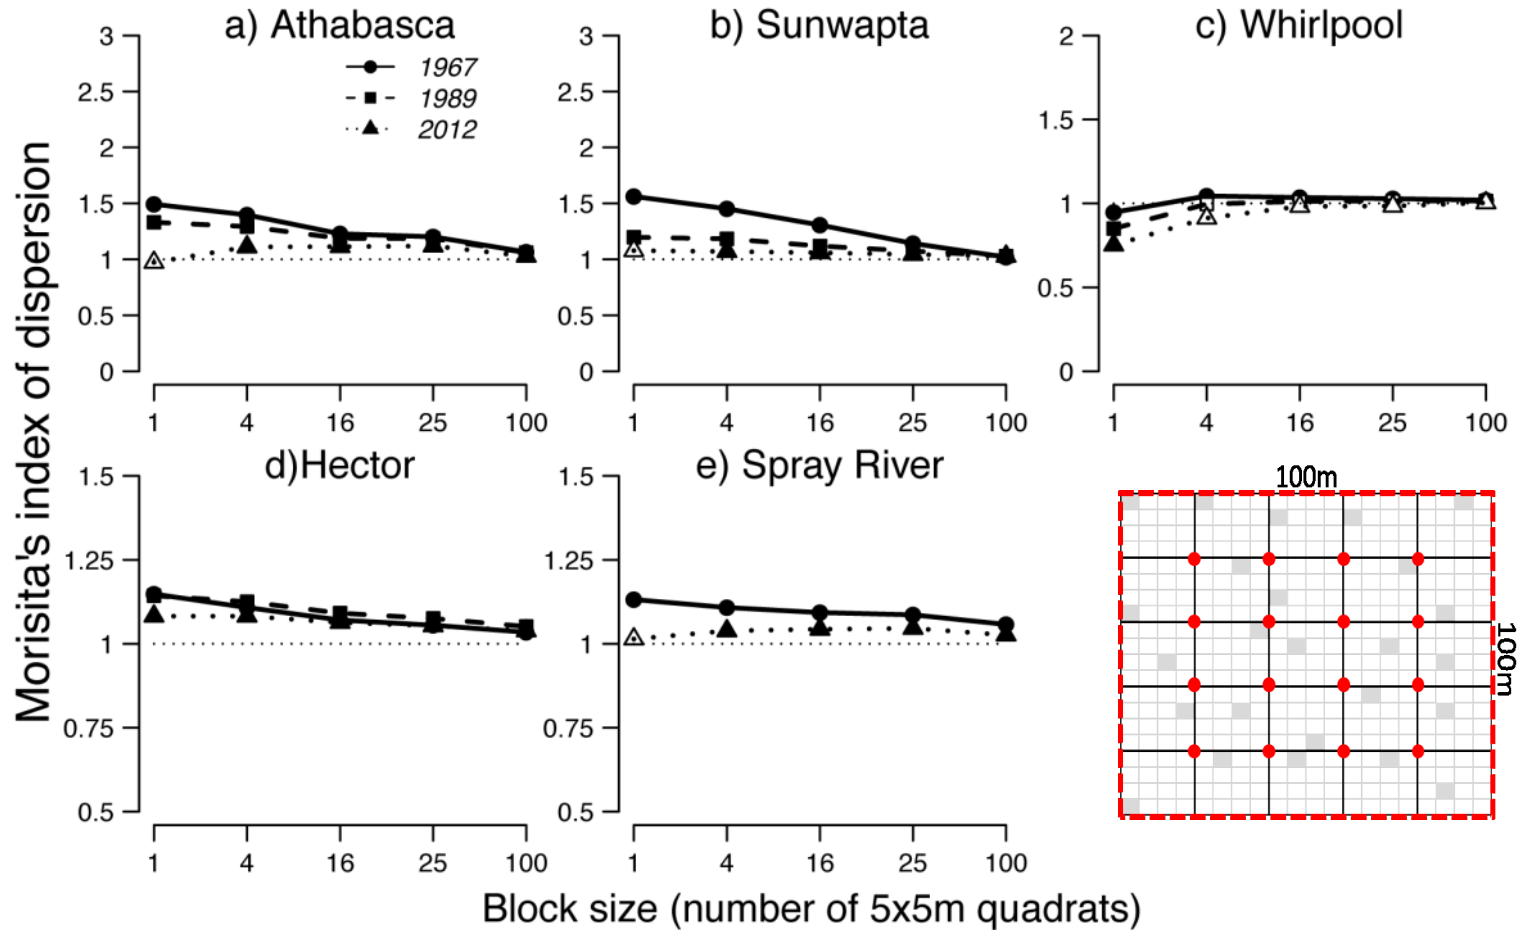 Morisita's index of dispersion
a) Athabasca
1967
1989
2012
3
2.5
2
1.5
1
0.5
0
1 4 16 25 100
b) Sunwapta
3
2.5
2
1.5
1
0.5
0
1 4 16 25 100
c) Whirlpool
2
1.5
1
0.5
0
1 4 16 25 100
d)Hector
1.5
1.25
1
0.75
0.5
1 4 16 25 100
e) Spray River
1.5
1.25
1
0.75
0.5
1 4 16 25 100
100m
100m
Block size (number of 5x5m quadrats)